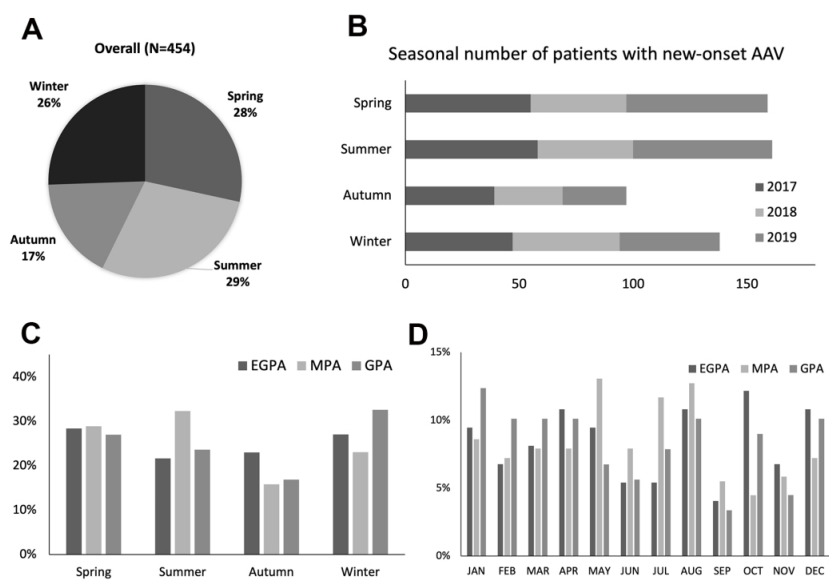 A
Overall (N=454)
Winter
26%
Spring
28%
Autumn
17%
Summer
29%
B
Seasonal number of patients with new-onset AAV
Spring
Summer
Autumn
Winter
2017
2018
2019
0 50 100 150
C
EGPA MPA GPA
40%
30%
20%
10%
0%
Spring Summer Autumn Winter
D
15%
EGPA MPA GPA
10%
5%
0%
JAN FEB MAR APR MAY JUN JUL AUG SEP OCT NOV DEC